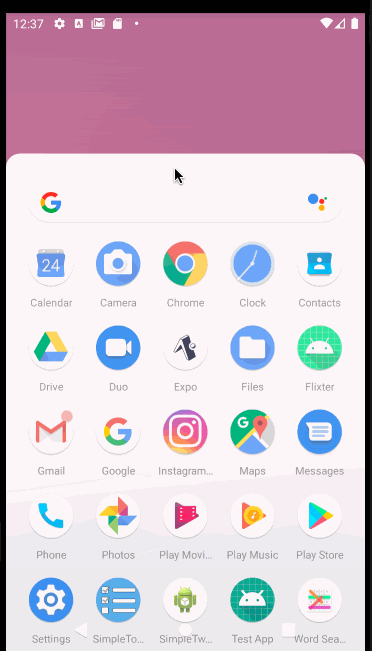 12:37
24
Calendar Camera Chrome Clock Contacts
Drive Duo Expo Files Flixter
Gmail Google Instagram... Maps Messages
Phone Photos Play Movi... Play Music Play Store
Settings SimpleTo... SimpleTw... Test App Word Sea...